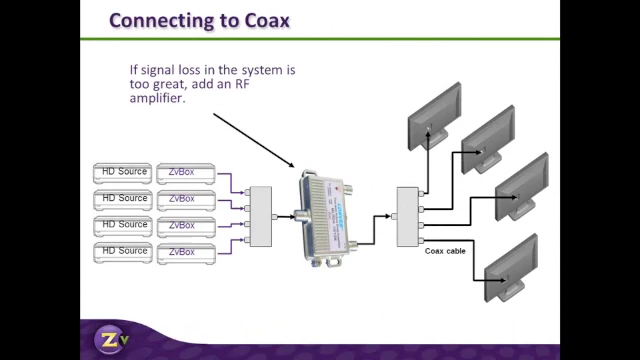 Connecting to Coax
If signal loss in the system is
too great, add an RF
amplifier.
HD Source ZvBox
HD Source ZvBox
HD Source ZvBox
HD Source ZvBox
Coax cable
Zv